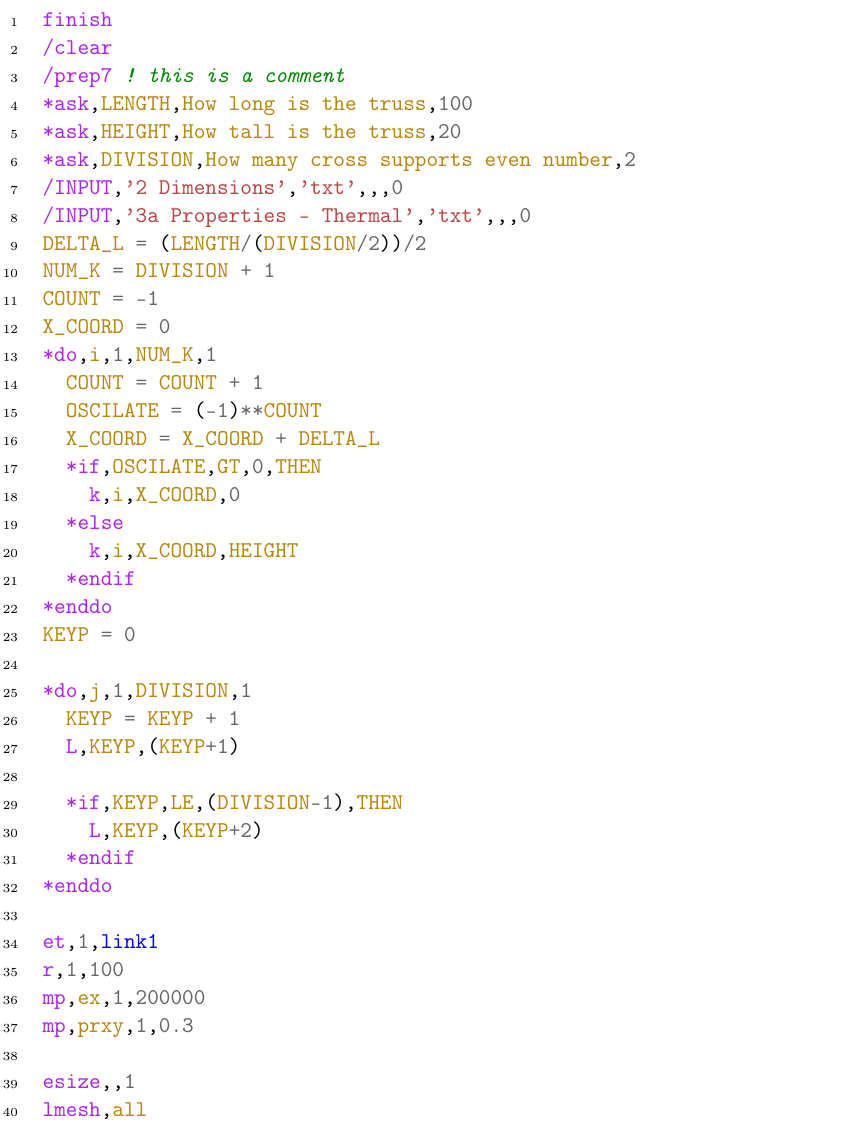 1 finish
2 /clear
3 /prep7 ! this is a comment
4 *ask,LENGTH,How long is the truss,100
5 *ask,HEIGHT,How tall is the truss,20
6 *ask,DIVISION,How many cross supports even number,2
7 /INPUT,'2 Dimensions','txt',,,0
8 /INPUT,'3a Properties - Thermal','txt',,,0
9 DELTA_L = (LENGTH/(DIVISION/2))/2
10 NUM_K = DIVISION + 1
11 COUNT = -1
12 X_COORD = 0
13 *do,i,1,NUM_K,1
14   COUNT = COUNT + 1
15   OSCILATE = (-1)**COUNT
16   X_COORD = X_COORD + DELTA_L
17   *if,OSCILATE,GT,0,THEN
18     k,i,X_COORD,0
19   *else
20     k,i,X_COORD,HEIGHT
21   *endif
22 *enddo
23 KEYP = 0
24
25 *do,j,1,DIVISION,1
26   KEYP = KEYP + 1
27   L,KEYP,(KEYP+1)
28
29   *if,KEYP,LE,(DIVISION-1),THEN
30     L,KEYP,(KEYP+2)
31   *endif
32 *enddo
33
34 et,1,link1
35 r,1,100
36 mp,ex,1,200000
37 mp,prxy,1,0.3
38
39 esize,,1
40 lmesh,all